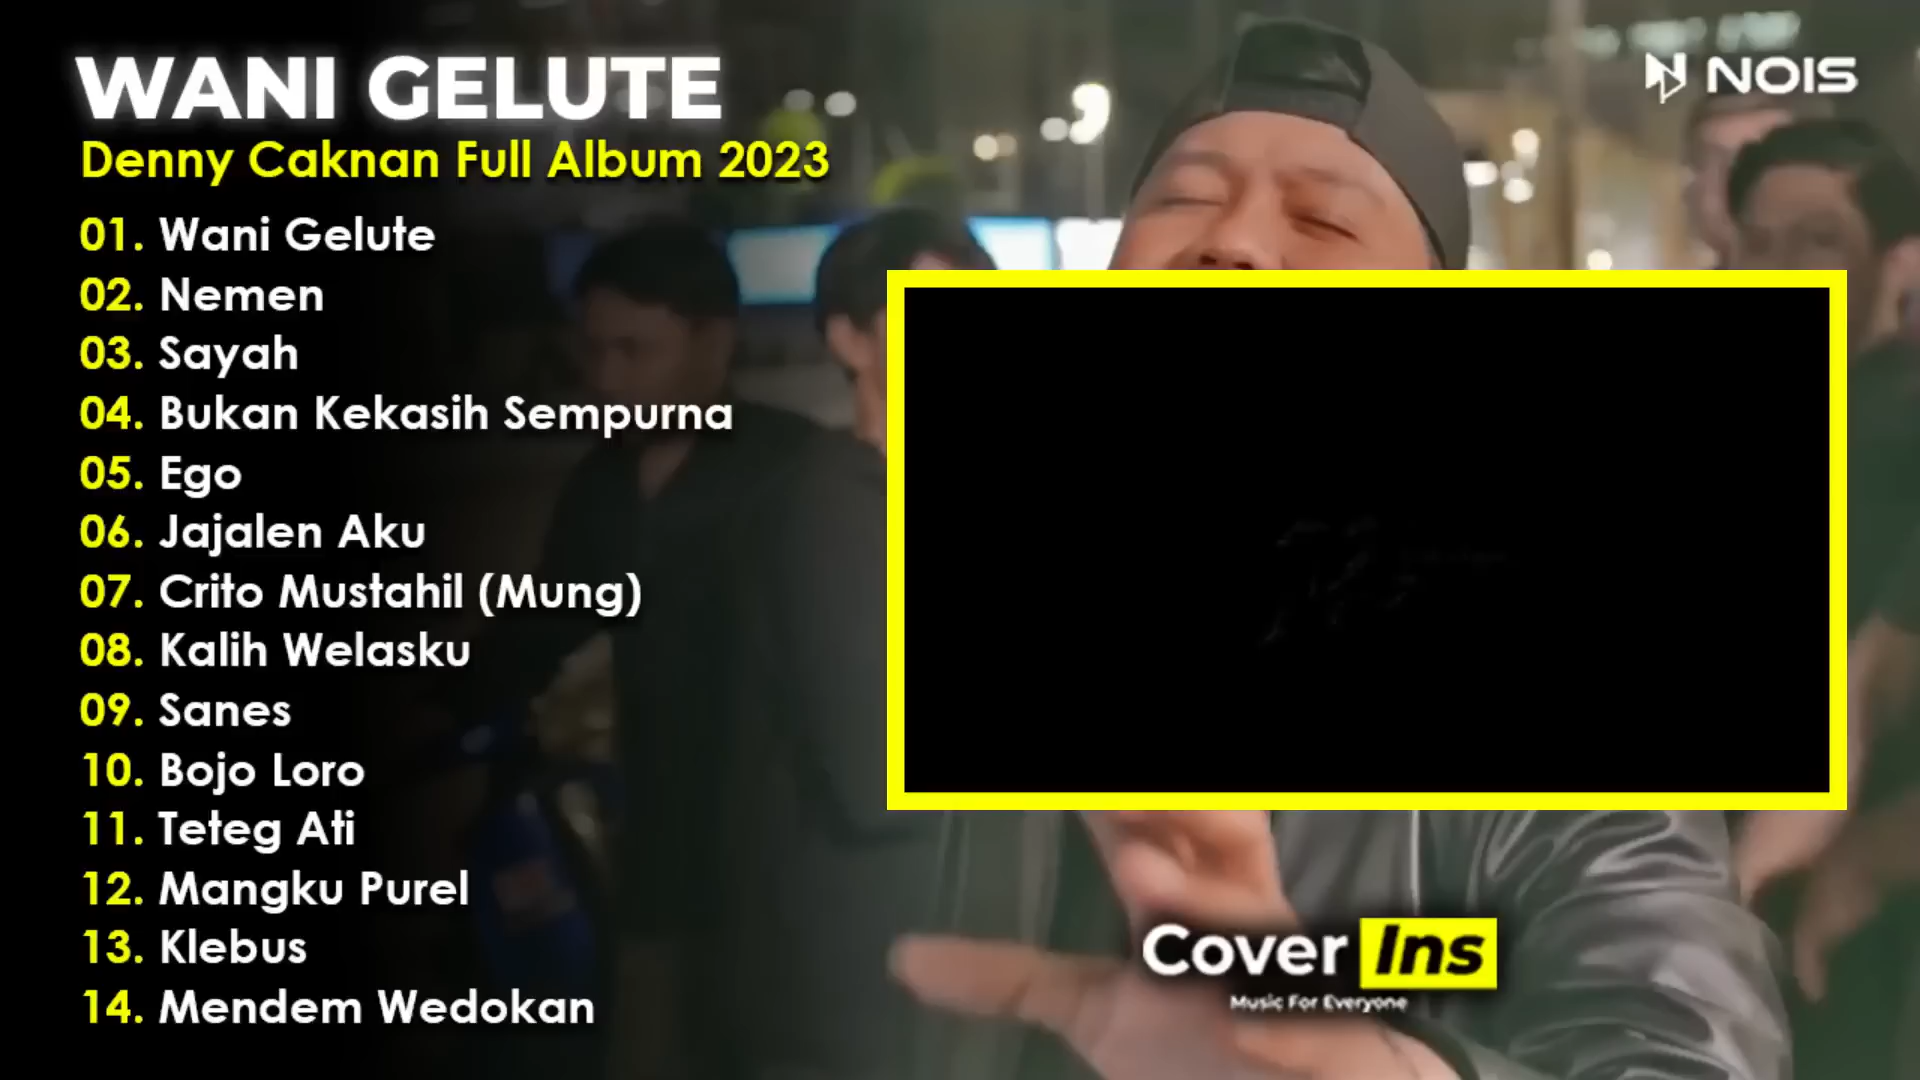 WANI GELUTE
Denny Caknan Full Album 2023
01. Wani Gelute
02. Nemen
03. Sayah
04. Bukan Kekasih Sempurna
05. Ego
06. Jajalen Aku
07. Crito Mustahil (Mung)
08. Kalih Welasku
09. Sanes
10. Bojo Loro
11. Teteg Ati
12. Mangku Purel
13. Klebus
14. Mendem Wedokan
NOIS
Cover Ins
Music For Everyone